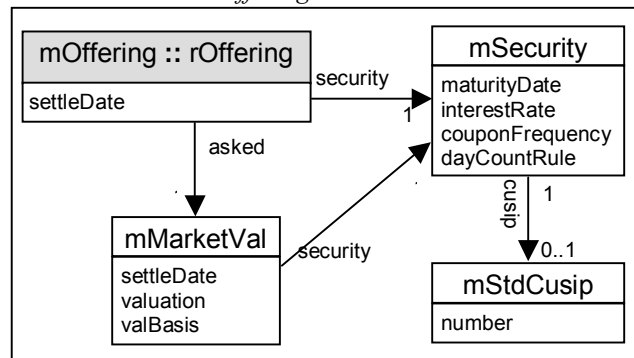 mOffering :: rOffering
settleDate
security
1
mSecurity
maturityDate
interestRate
couponFrequency
dayCountRule
asked
cusip
1
0..1
mMarketVal
settleDate
valuation
valBasis
security
mStdCusip
number